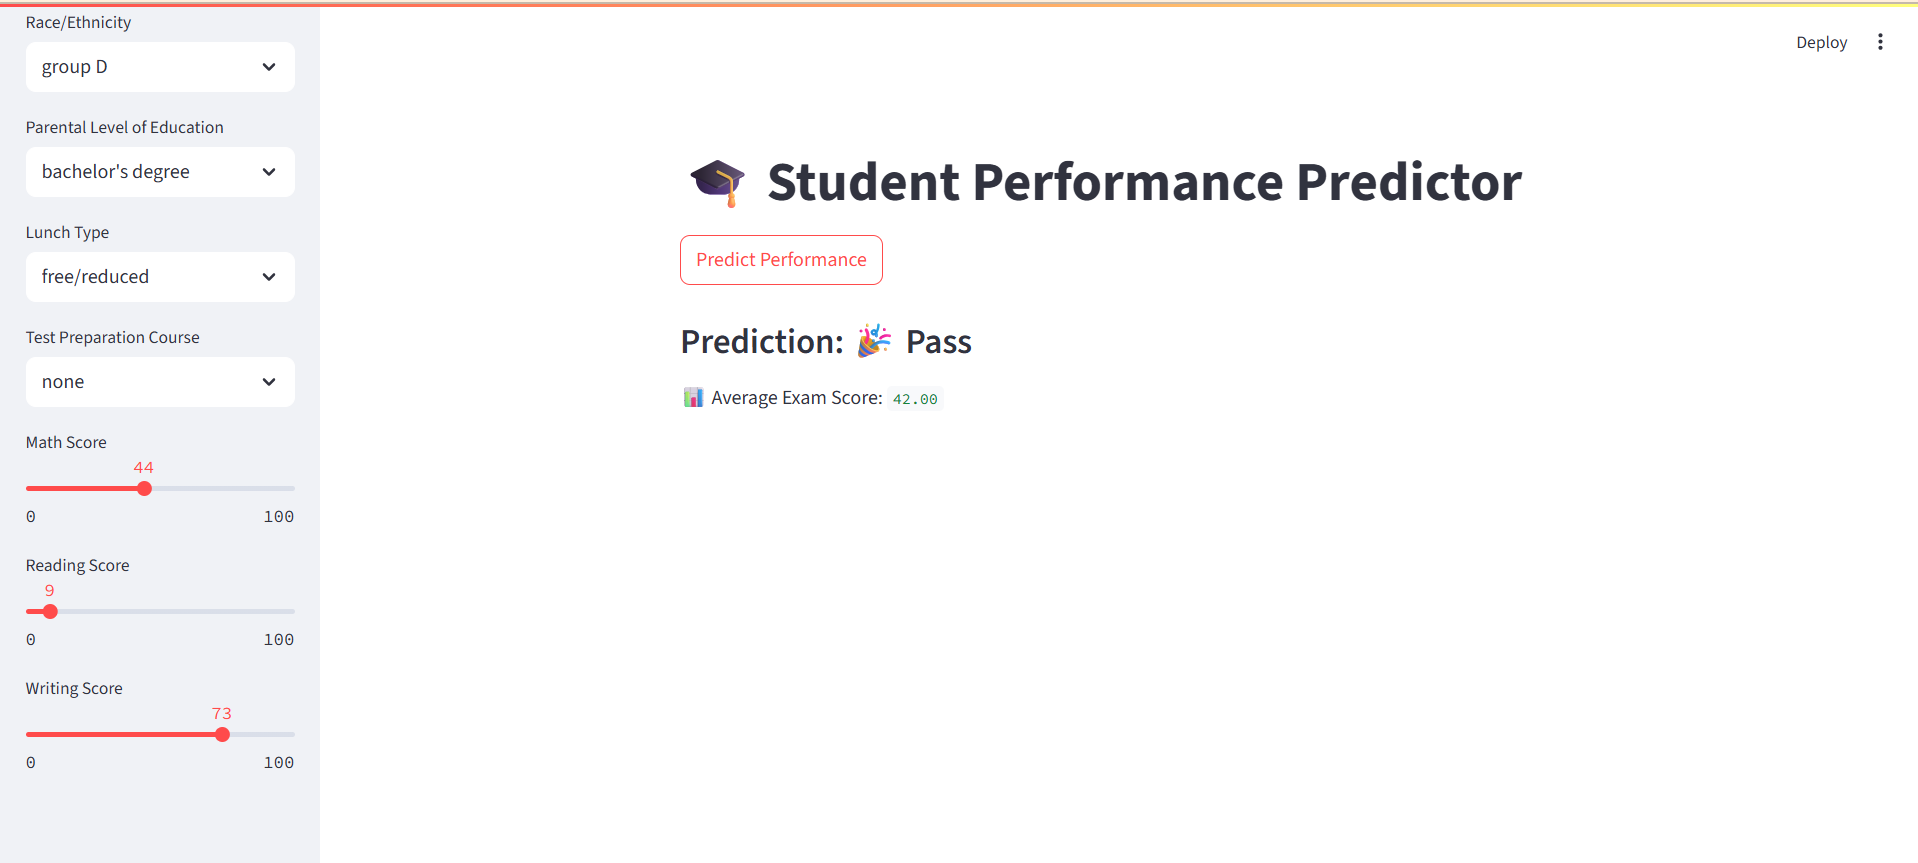 Race/Ethnicity
group D
Parental Level of Education
bachelor's degree
Lunch Type
free/reduced
Test Preparation Course
none
Math Score
44
0 100
Reading Score
9
0 100
Writing Score
73
0 100
Deploy
Student Performance Predictor
Predict Performance
Prediction: 🎉 Pass
📊 Average Exam Score: 42.00